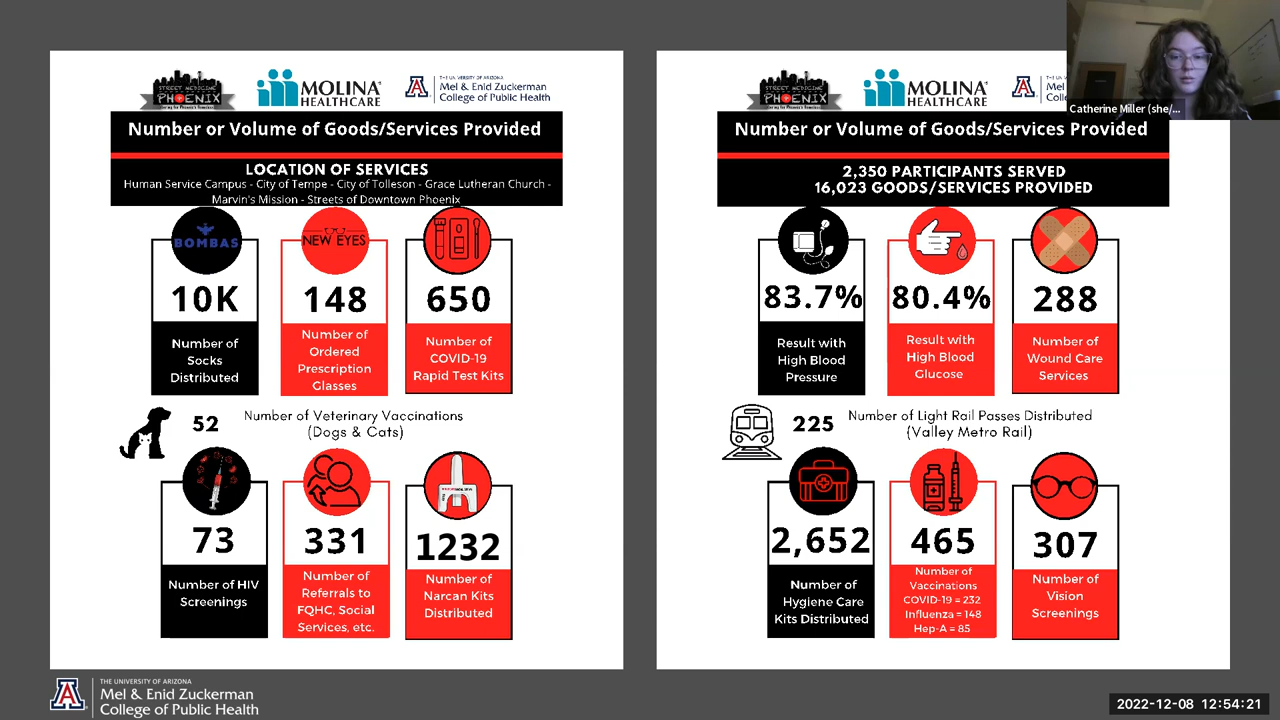 STREET MEDICINE
PHOENIX
MOLINA®
HEALTHCARE
THE UNIVERSITY OF ARIZONA
Mel & Enid Zuckerman
College of Public Health
Number or Volume of Goods/Services Provided
LOCATION OF SERVICES
Human Service Campus - City of Tempe - City of Tolleson - Grace Lutheran Church -
Marvin's Mission - Streets of Downtown Phoenix
BOMBAS
NEW EYES
10K
148
650
Number of
Socks
Distributed
Number of
Ordered
Prescription
Glasses
Number of
COVID-19
Rapid Test Kits
52
Number of Veterinary Vaccinations
(Dogs & Cats)
73
331
1232
Number of HIV
Screenings
Number of
Referrals to
FQHC, Social
Services, etc.
Number of
Narcan Kits
Distributed
STREET MEDICINE
PHOENIX
MOLINA®
HEALTHCARE
THE U
Mel
Colle
Catherine Miller (she/...
Number or Volume of Goods/Services Provided
2,350 PARTICIPANTS SERVED
16,023 GOODS/SERVICES PROVIDED
83.7%
80.4%
288
Result with
High Blood
Pressure
Result with
High Blood
Glucose
Number of
Wound Care
Services
225
Number of Light Rail Passes Distributed
(Valley Metro Rail)
2,652
465
307
Number of
Hygiene Care
Kits Distributed
Number of
Vaccinations
COVID-19 = 232
Influenza = 148
Hep-A = 85
Number of
Vision
Screenings
THE UNIVERSITY OF ARIZONA
Mel & Enid Zuckerman
College of Public Health
2022-12-08 12:54:21